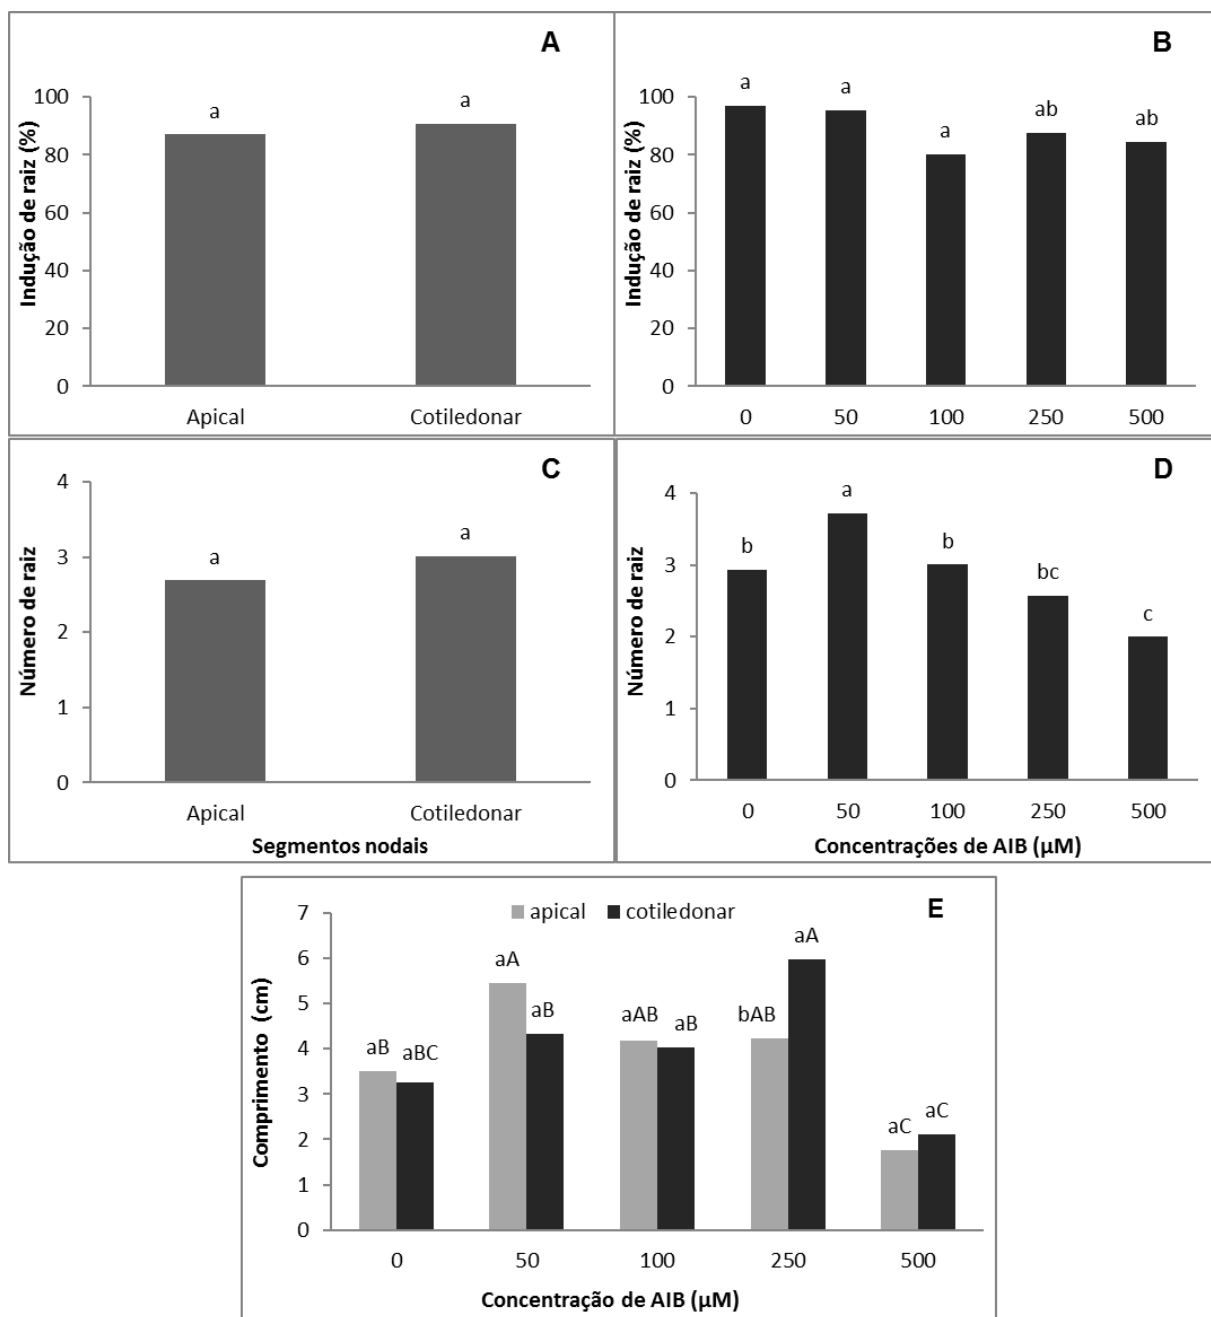 A
Indução de raiz (%)
100
80
60
40
20
0
a
a
Apical
Cotiledonar
B
Indução de raiz (%)
100
80
60
40
20
0
a
a
a
ab
ab
0 50 100 250 500
C
Número de raiz
4
3
2
1
0
a
a
Apical
Cotiledonar
Segmentos nodais
D
Número de raiz
4
3
2
1
0
b
a
b
bc
c
0 50 100 250 500
Concentrações de AIB (µM)
E
apical
cotiledonar
Comprimento (cm)
7
6
5
4
3
2
1
0
aB
aBC
aA
aB
aAB
aB
bAB
aA
aC
aC
0 50 100 250 500
Concentração de AIB (µM)